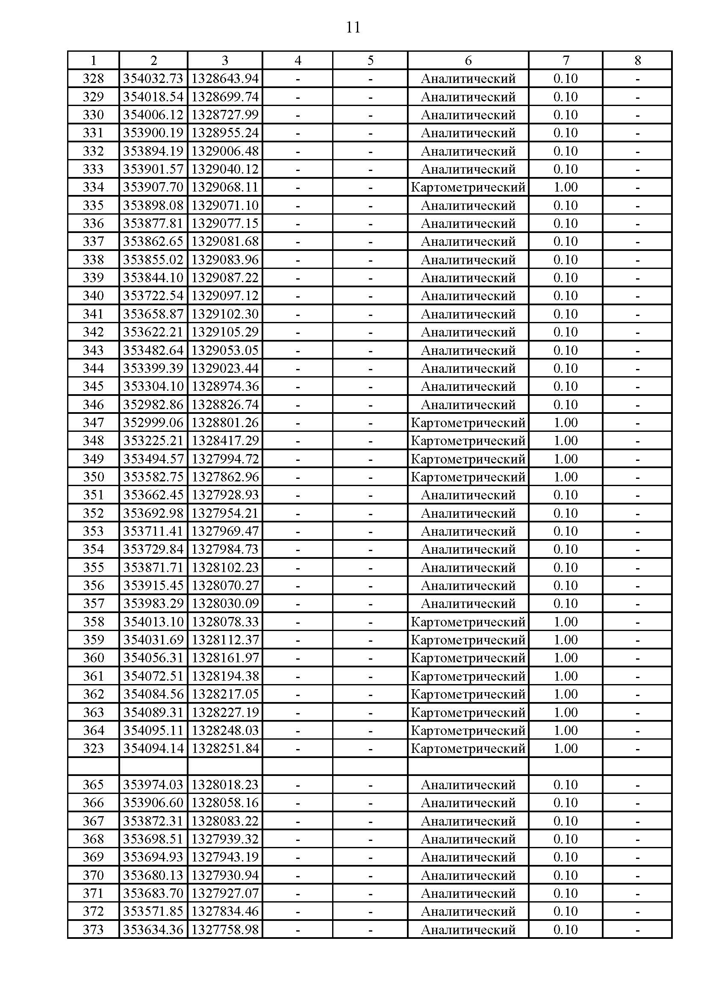 11
1 2 3 4 5 6 7 8
328 354032.73 1328643.94 - - Аналитический 0.10 -
329 354018.54 1328699.74 - - Аналитический 0.10 -
330 354006.12 1328727.99 - - Аналитический 0.10 -
331 353900.19 1328955.24 - - Аналитический 0.10 -
332 353894.19 1329006.48 - - Аналитический 0.10 -
333 353901.57 1329040.12 - - Аналитический 0.10 -
334 353907.70 1329068.11 - - Картометрический 1.00 -
335 353898.08 1329071.10 - - Аналитический 0.10 -
336 353877.81 1329077.15 - - Аналитический 0.10 -
337 353862.65 1329081.68 - - Аналитический 0.10 -
338 353855.02 1329083.96 - - Аналитический 0.10 -
339 353844.10 1329087.22 - - Аналитический 0.10 -
340 353722.54 1329097.12 - - Аналитический 0.10 -
341 353658.87 1329102.30 - - Аналитический 0.10 -
342 353622.21 1329105.29 - - Аналитический 0.10 -
343 353482.64 1329053.05 - - Аналитический 0.10 -
344 353399.39 1329023.44 - - Аналитический 0.10 -
345 353304.10 1328974.36 - - Аналитический 0.10 -
346 352982.86 1328826.74 - - Аналитический 0.10 -
347 352999.06 1328801.26 - - Картометрический 1.00 -
348 353225.21 1328417.29 - - Картометрический 1.00 -
349 353494.57 1327994.72 - - Картометрический 1.00 -
350 353582.75 1327862.96 - - Картометрический 1.00 -
351 353662.45 1327928.93 - - Аналитический 0.10 -
352 353692.98 1327954.21 - - Аналитический 0.10 -
353 353711.41 1327969.47 - - Аналитический 0.10 -
354 353729.84 1327984.73 - - Аналитический 0.10 -
355 353871.71 1328102.23 - - Аналитический 0.10 -
356 353915.45 1328070.27 - - Аналитический 0.10 -
357 353983.29 1328030.09 - - Аналитический 0.10 -
358 354013.10 1328078.33 - - Картометрический 1.00 -
359 354031.69 1328112.37 - - Картометрический 1.00 -
360 354056.31 1328161.97 - - Картометрический 1.00 -
361 354072.51 1328194.38 - - Картометрический 1.00 -
362 354084.56 1328217.05 - - Картометрический 1.00 -
363 354089.31 1328227.19 - - Картометрический 1.00 -
364 354095.11 1328248.03 - - Картометрический 1.00 -
323 354094.14 1328251.84 - - Картометрический 1.00 -
365 353974.03 1328018.23 - - Аналитический 0.10 -
366 353906.60 1328058.16 - - Аналитический 0.10 -
367 353872.31 1328083.22 - - Аналитический 0.10 -
368 353698.51 1327939.32 - - Аналитический 0.10 -
369 353694.93 1327943.19 - - Аналитический 0.10 -
370 353680.13 1327930.94 - - Аналитический 0.10 -
371 353683.70 1327927.07 - - Аналитический 0.10 -
372 353571.85 1327834.46 - - Аналитический 0.10 -
373 353634.36 1327758.98 - - Аналитический 0.10 -